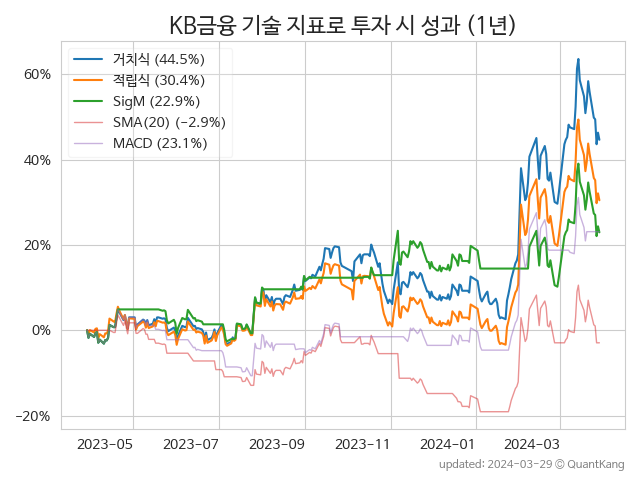 KB금융 기술 지표로 투자 시 성과 (1년)
거치식 (44.5%)
적립식 (30.4%)
SigM (22.9%)
SMA(20) (−2.9%)
MACD (23.1%)
60%
40%
20%
0%
−20%
2023−05 2023−07 2023−09 2023−11 2024−01 2024−03
updated: 2024−03−29 © QuantKang